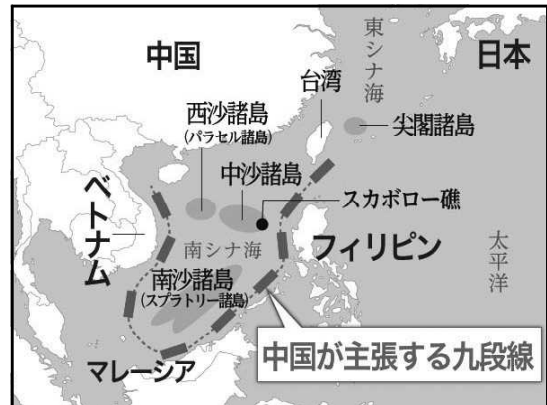 中国
日本
東シナ海
台湾
尖閣諸島
西沙諸島
(パラセル諸島)
中沙諸島
スカボロー礁
ベトナム
南シナ海
フィリピン
太平洋
南沙諸島
(スプラトリー諸島)
中国が主張する九段線
マレーシア